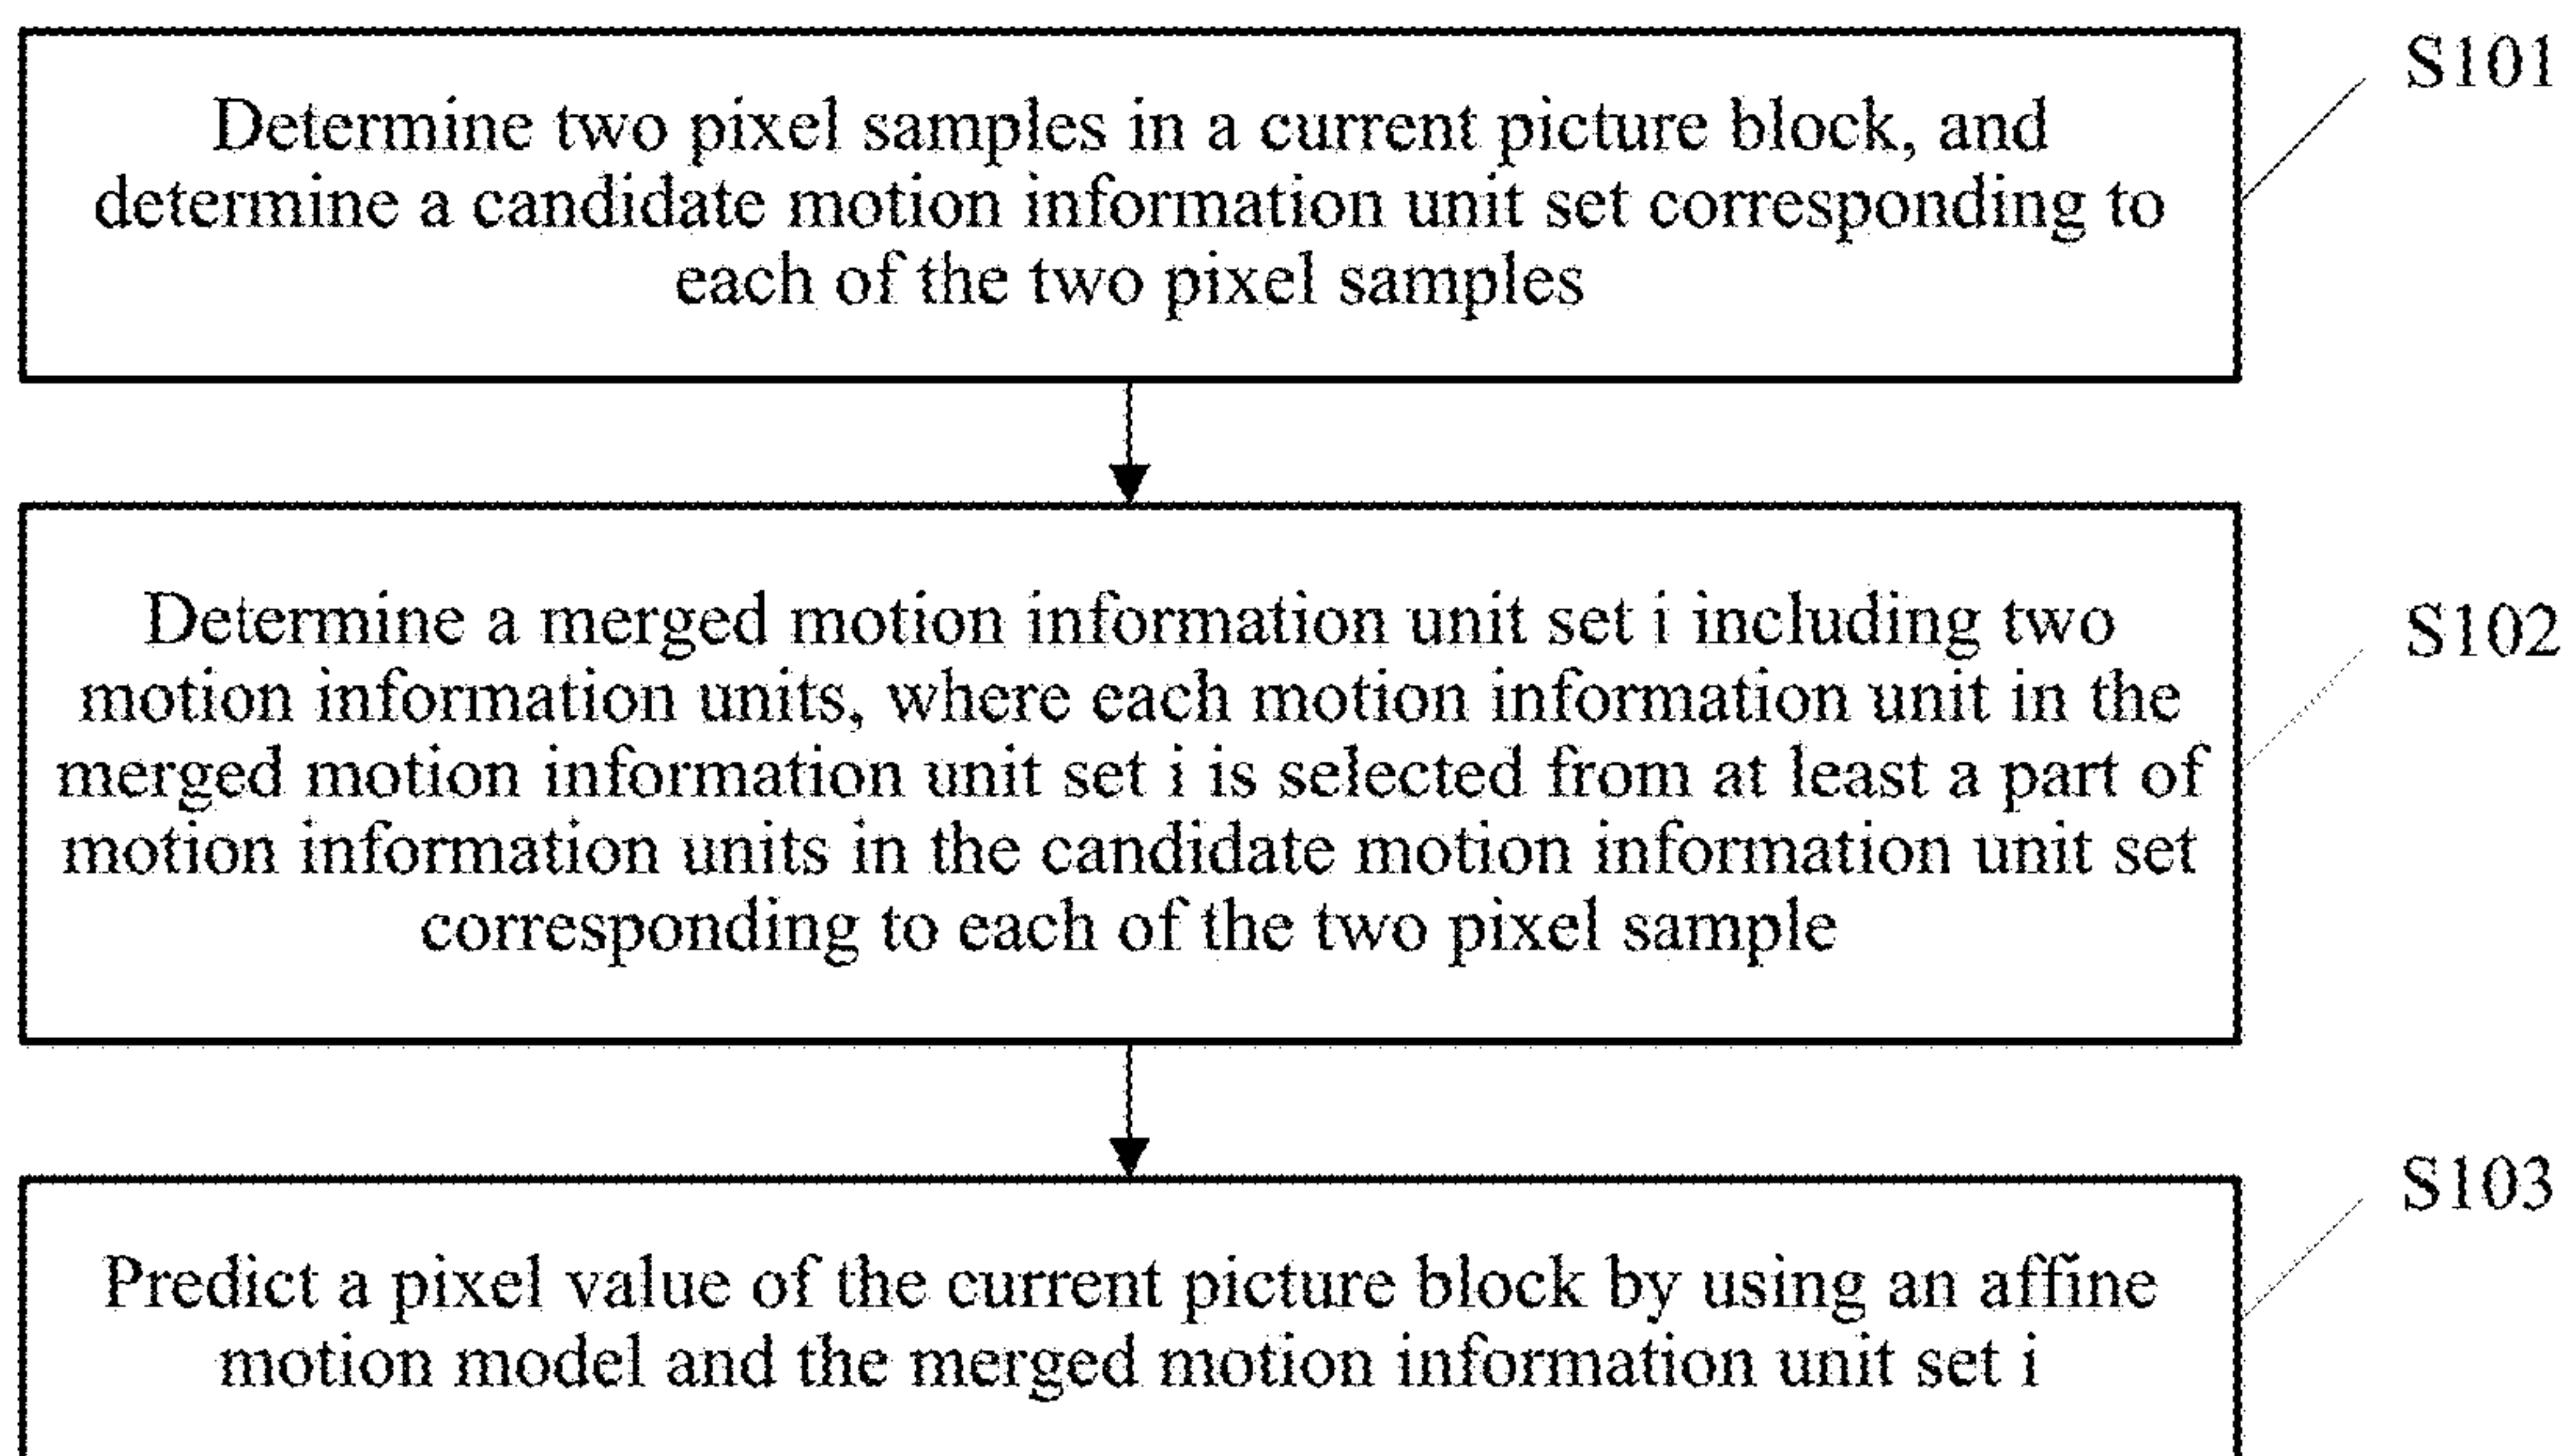 S101
Determine two pixel samples in a current picture block, and
determine a candidate motion information unit set corresponding to
each of the two pixel samples
S102
Determine a merged motion information unit set i including two
motion information units, where each motion information unit in the
merged motion information unit set i is selected from at least a part of
motion information units in the candidate motion information unit set
corresponding to each of the two pixel sample
S103
Predict a pixel value of the current picture block by using an affine
motion model and the merged motion information unit set i